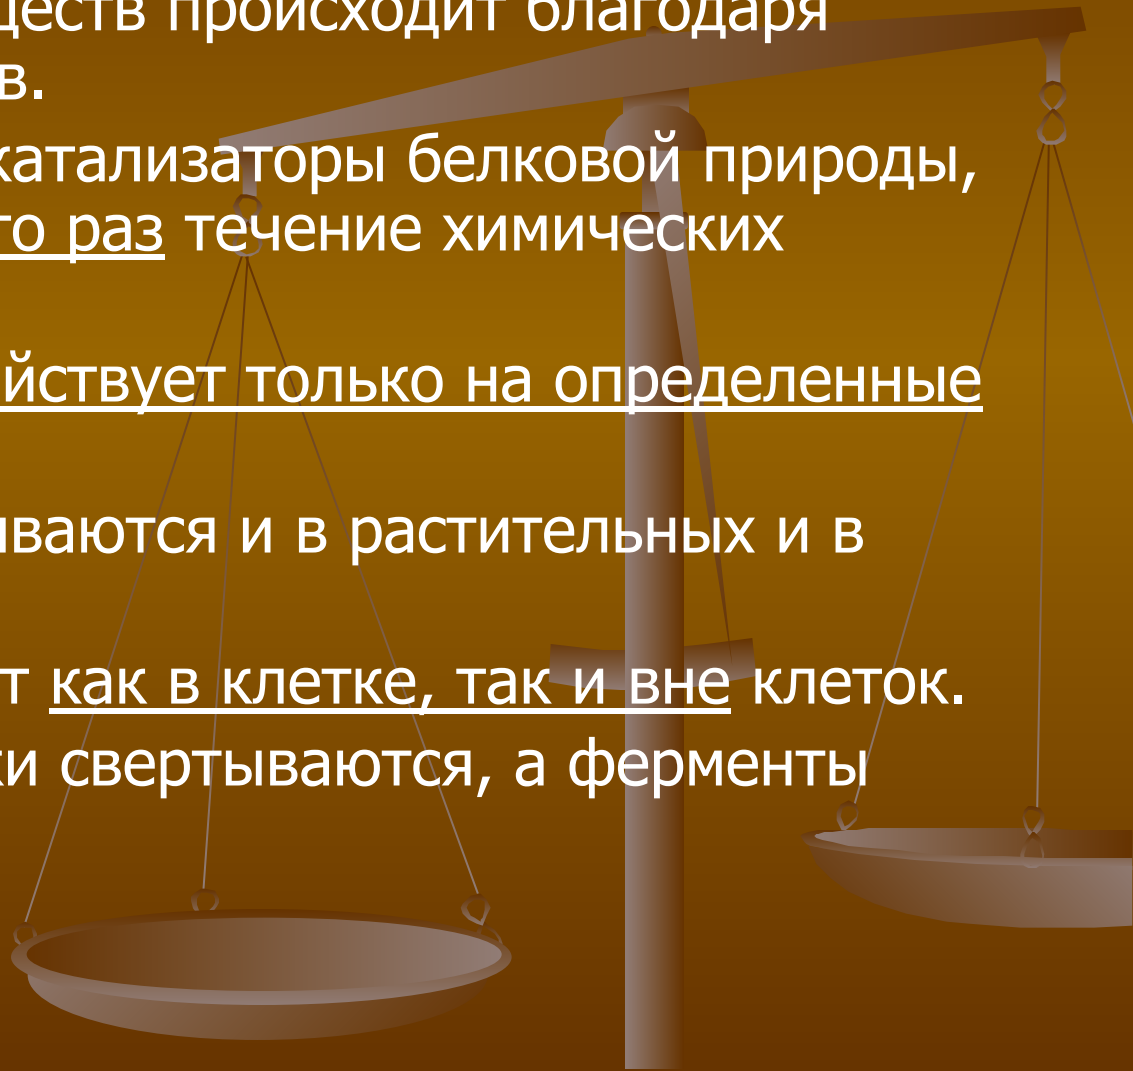 ществ происходит благодаря
в.
катализаторы белковой природы,
го раз течение химических
йствует только на определенные
ваются и в растительных и в
т как в клетке, так и вне клеток.
ки свертываются, а ферменты